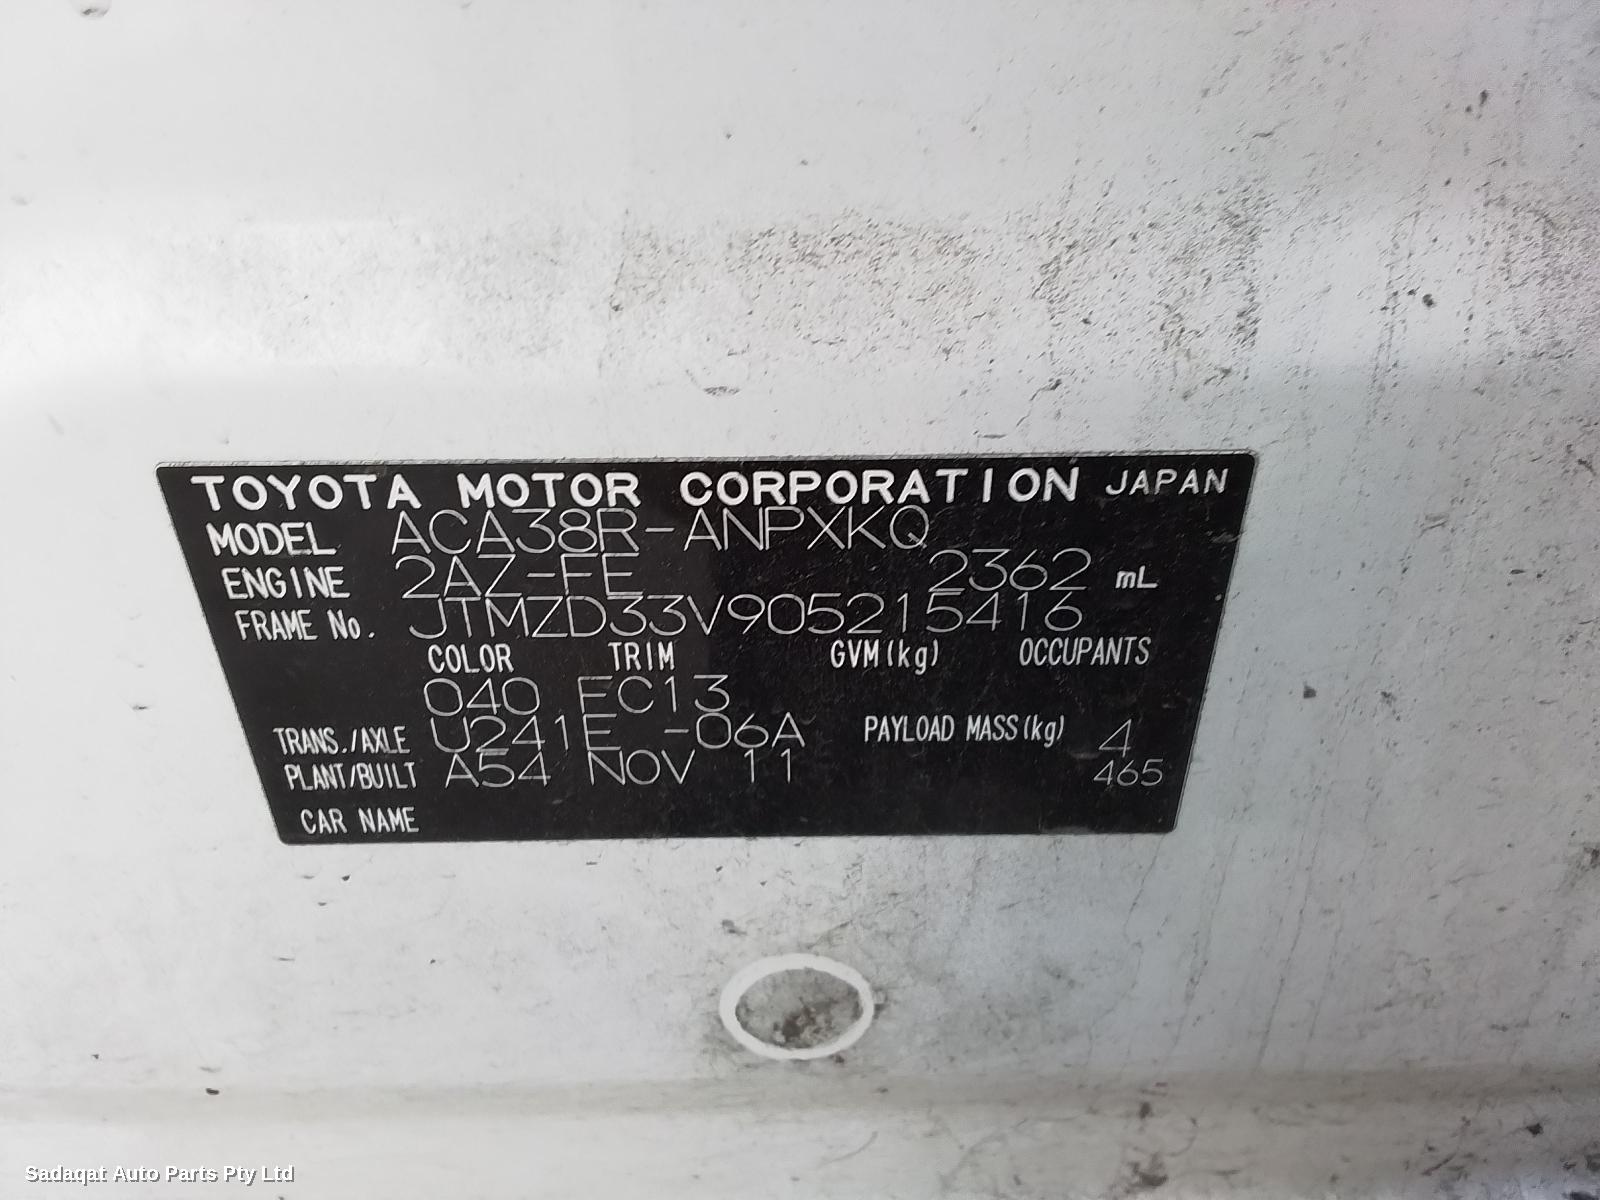 TOYOTA MOTOR CORPORATION JAPAN
MODEL ACA38R-ANPXKQ
ENGINE 2AZ-FE 2362 mL
FRAME No. JTMZD33V905215416
COLOR TRIM GVM(kg) OCCUPANTS
040 FC13
TRANS./AXLE U241E -06A PAYLOAD MASS(kg) 4
PLANT/BUILT A54 NOV 11 465
CAR NAME
Sadaqat Auto Parts Pty Ltd